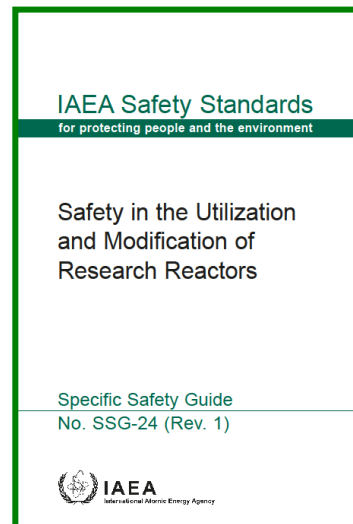 IAEA Safety Standards
for protecting people and the environment
Safety in the Utilization
and Modification of
Research Reactors
Specific Safety Guide
No. SSG-24 (Rev. 1)
IAEA
International Atomic Energy Agency